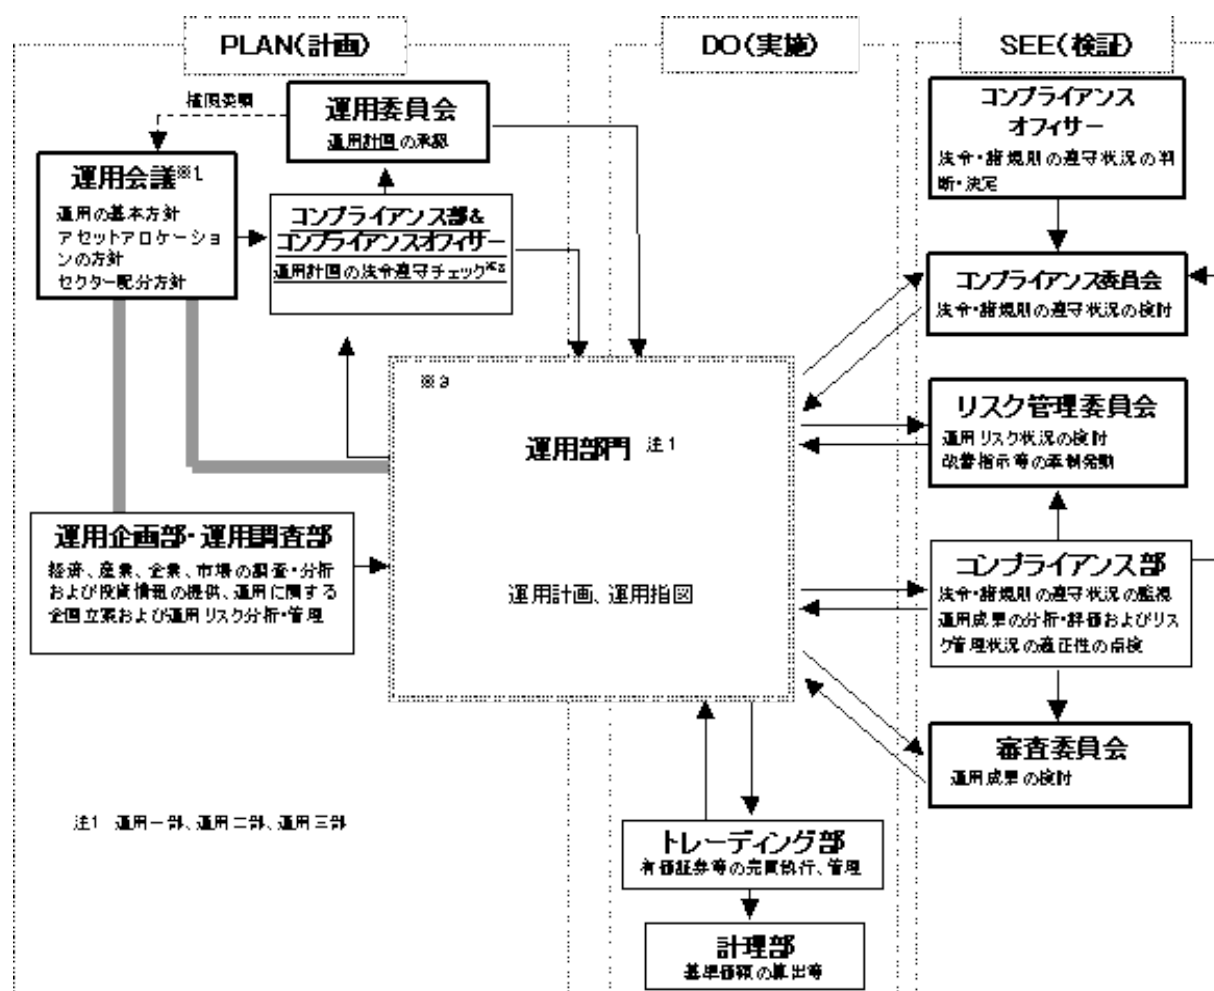 PLAN(計画)
権限委譲
運用委員会
運用計画の承認
運用会議※1
運用の基本方針
アセットアロケーショ
ンの方針
セクター配分方針
コンプライアンス部&
コンプライアンスオフィサー
運用計画の法令遵守チェック※2
運用企画部・運用調査部
経済、産業、企業、市場の調査・分析
および投資情報の提供、運用に関する
企画立案および運用リスク分析・管理
注1 運用一部、運用二部、運用三部
DO(実施)
※3
運用部門 注1
運用計画、運用指図
トレーディング部
有価証券等の売買執行、管理
計理部
基準価額の算出等
SEE(検証)
コンプライアンス
オフィサー
法令・諸規則の遵守状況の判
断・決定
コンプライアンス委員会
法令・諸規則の遵守状況の検討
リスク管理委員会
運用リスク状況の検討
改善指示等の牽制発動
コンプライアンス部
法令・諸規則の遵守状況の監視
運用成果の分析・評価およびリス
ク管理状況の適正性の点検
審査委員会
運用成果の検討